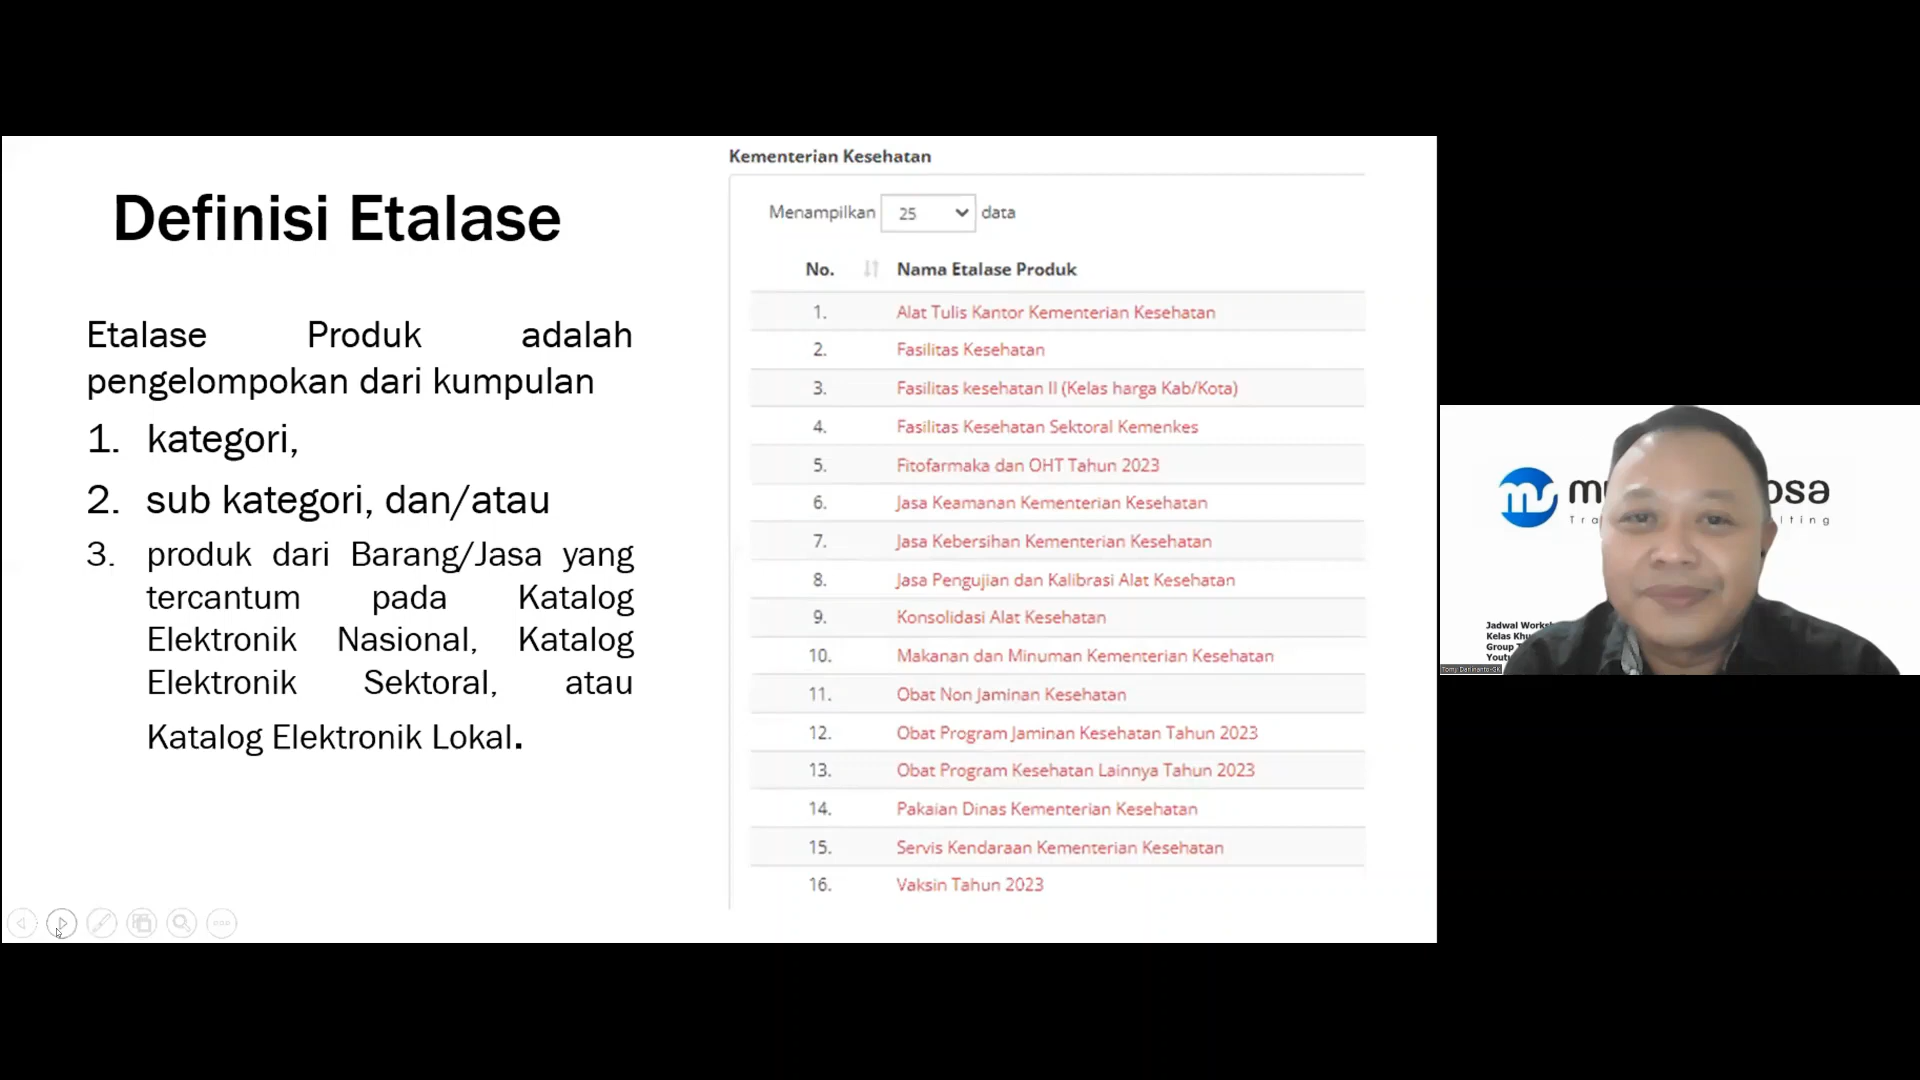 Definisi Etalase
Etalase Produk adalah
pengelompokan dari kumpulan
1. kategori,
2. sub kategori, dan/atau
3. produk dari Barang/Jasa yang
tercantum pada Katalog
Elektronik Nasional, Katalog
Elektronik Sektoral, atau
Katalog Elektronik Lokal.
Kementerian Kesehatan
Menampilkan 25 data
No. Nama Etalase Produk
1. Alat Tulis Kantor Kementerian Kesehatan
2. Fasilitas Kesehatan
3. Fasilitas kesehatan II (Kelas harga Kab/Kota)
4. Fasilitas Kesehatan Sektoral Kemenkes
5. Fitofarmaka dan OHT Tahun 2023
6. Jasa Keamanan Kementerian Kesehatan
7. Jasa Kebersihan Kementerian Kesehatan
8. Jasa Pengujian dan Kalibrasi Alat Kesehatan
9. Konsolidasi Alat Kesehatan
10. Makanan dan Minuman Kementerian Kesehatan
11. Obat Non Jaminan Kesehatan
12. Obat Program Jaminan Kesehatan Tahun 2023
13. Obat Program Kesehatan Lainnya Tahun 2023
14. Pakaian Dinas Kementerian Kesehatan
15. Servis Kendaraan Kementerian Kesehatan
16. Vaksin Tahun 2023
Jadwal
Kelas
Group